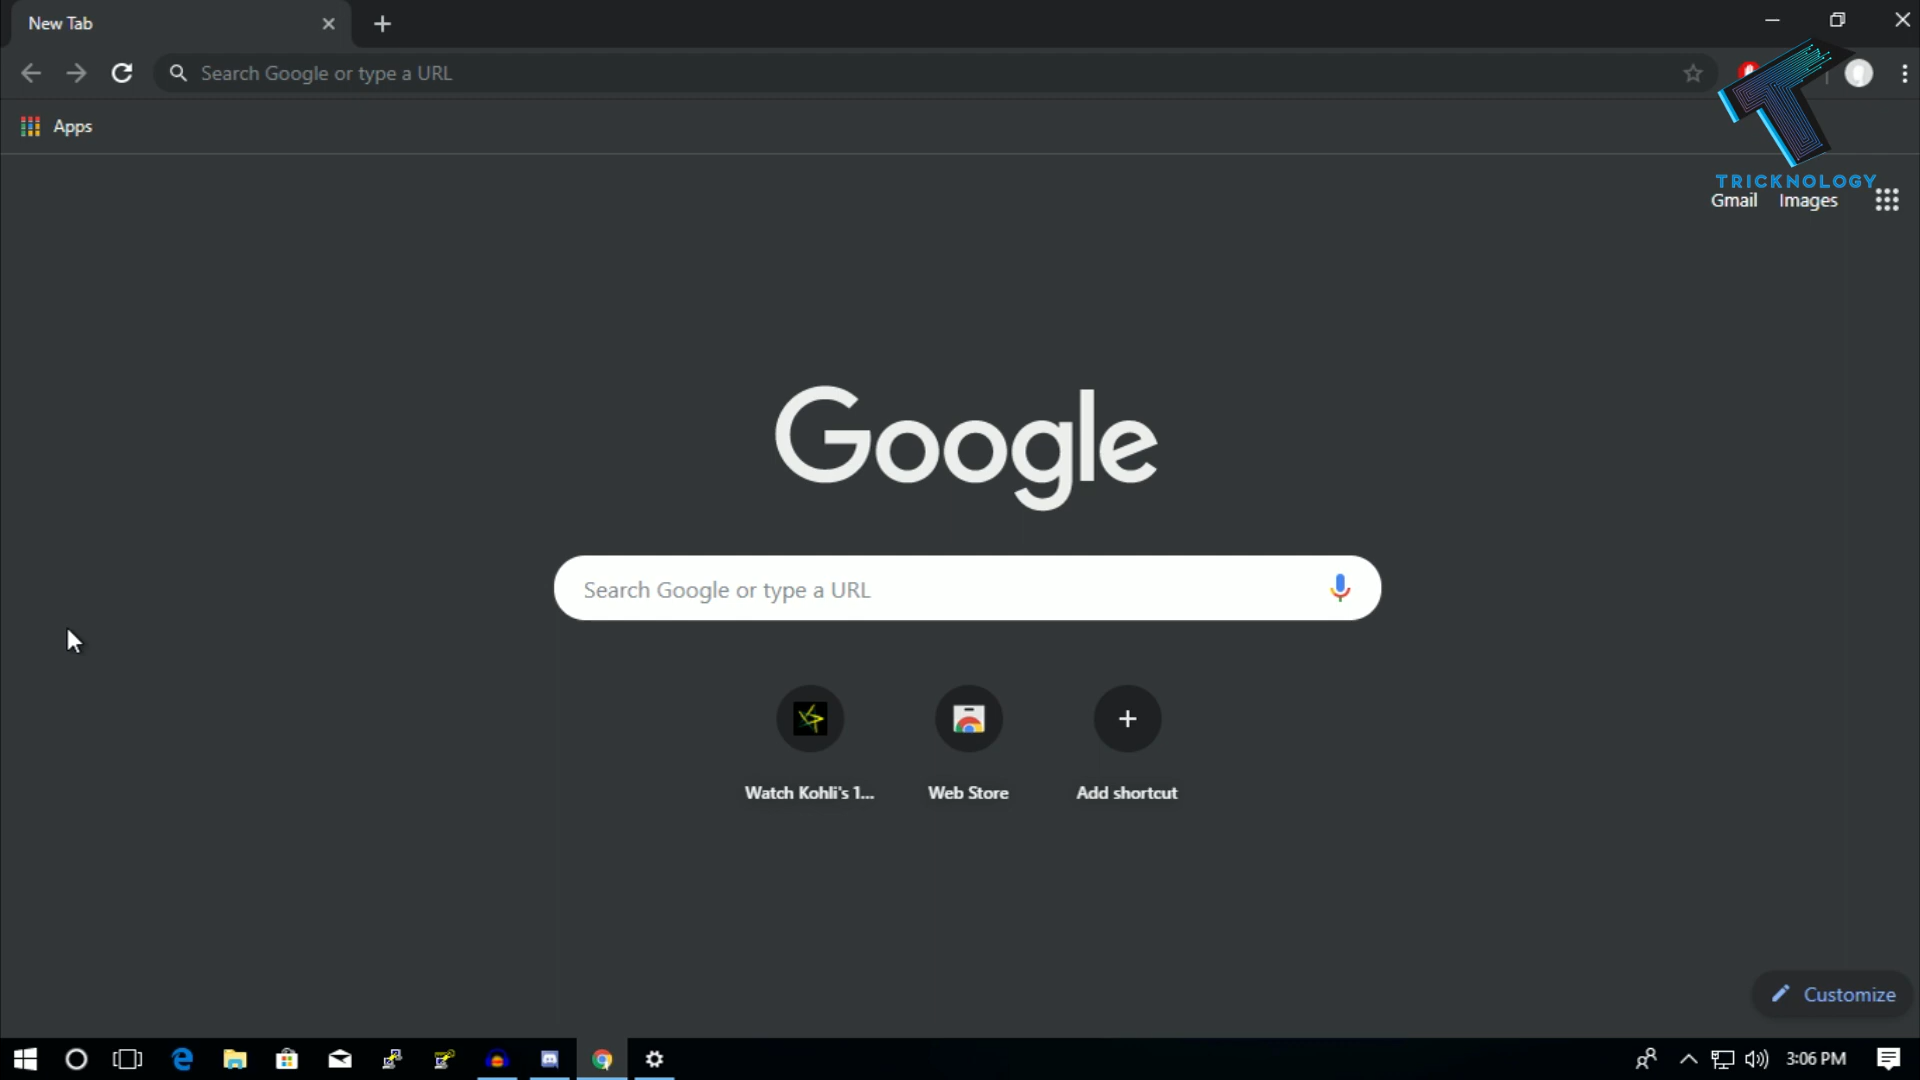 New Tab
Search Google or type a URL
Apps
TRICKNOLOGY
Gmail Images
Google
Search Google or type a URL
Watch Kohli's 1... Web Store Add shortcut
Customize
3:06 PM